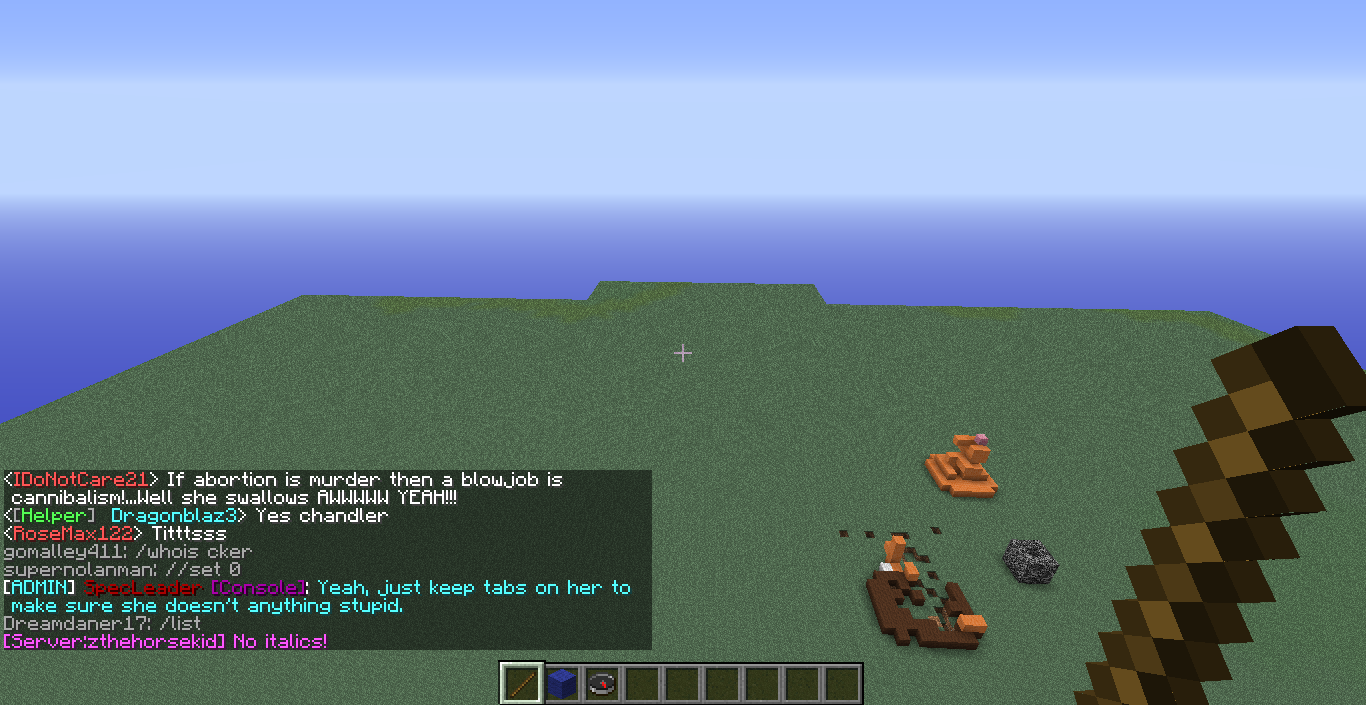 <IDoNotCare21> If abortion is murder then a blowjob is
cannibalism!...Well she swallows AWWWWW YEAH!!!
<[Helper] Dragonblaz3> Yes chandler
<RoseMax122> Titttsss
gomalley411: /whois cker
supernolanman: //set 0
[ADMIN] SpecLeader [Console]: Yeah, just keep tabs on her to
make sure she doesn't anything stupid.
Dreamdaner17: /list
[Server:zthehorsekid] No italics!